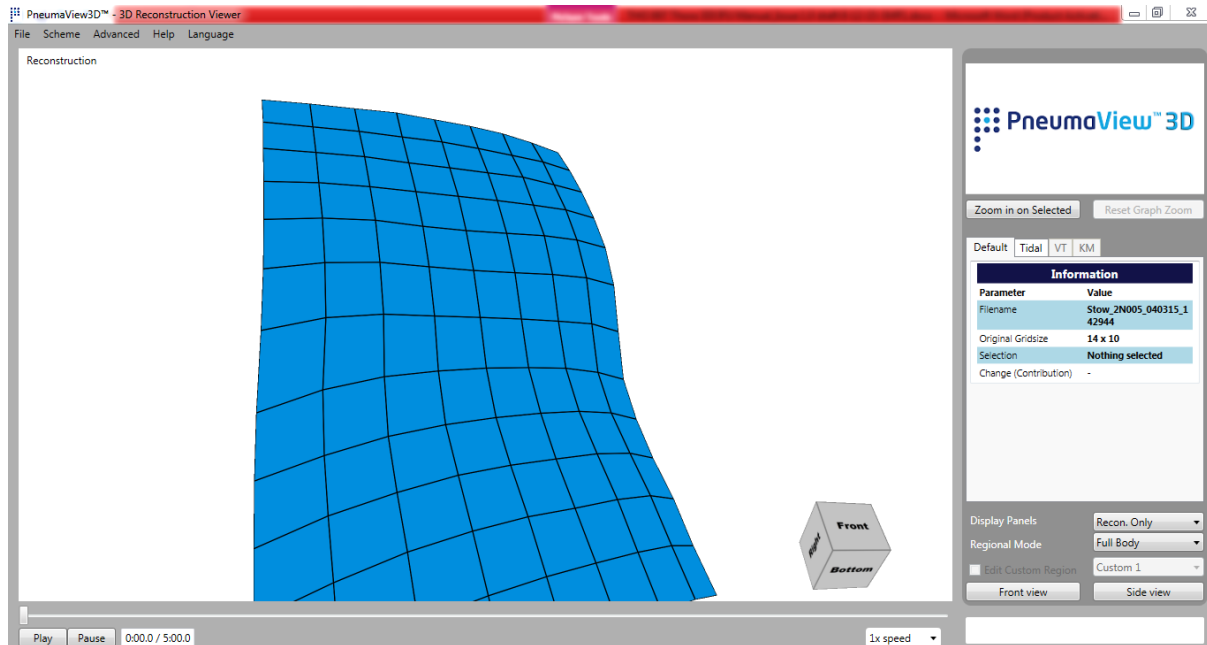 PneumaView3D™ - 3D Reconstruction Viewer
File Scheme Advanced Help Language
Reconstruction
PneumaView™ 3D
Zoom in on Selected Reset Graph Zoom
Default Tidal VT KM
Information
Parameter Value
Filename Stow_2N005_040315_1
42944
Original Gridsize 14 x 10
Selection Nothing selected
Change (Contribution) -
Front
Right
Bottom
Display Panels Recon. Only
Regional Mode Full Body
Edit Custom Region Custom 1
Front view Side view
Play Pause 0:00.0 / 5:00.0 1x speed